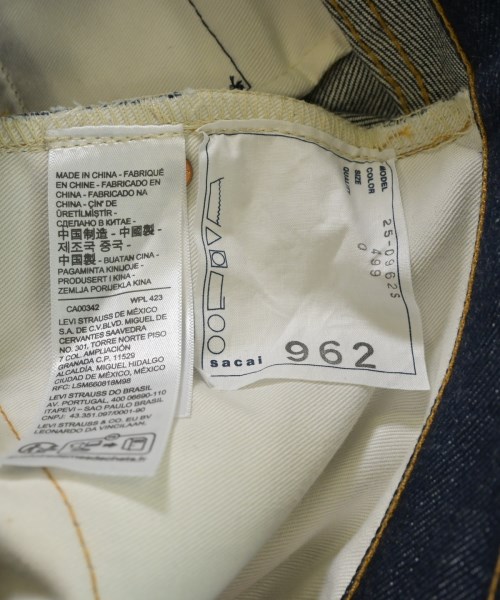 MADE IN CHINA - FABRIQUÉ
EN CHINE - FABRICADO EN
CHINA - FABRICADO NA
CHINA - ÇİN' DE
ÜRETİLMİŞTİR -
СДЕЛАНО В КИТАЕ -
中国制造 - 中國製 -
제조국 중국 -
中国製 - BUATAN CINA -
PAGAMINTA KINIJOJE -
PRODUSERT I KINA -
ZEMLJA PORIJEKLA KINA
CA00342 WPL 423
LEVI STRAUSS DE MÉXICO
S.A. DE C.V. BLVD. MIGUEL DE
CERVANTES SAAVEDRA
NO. 301, TORRE NORTE PISO
7 COL. AMPLIACIÓN
GRANADA C.P. 11529
ALCALDÍA. MIGUEL HIDALGO
CIUDAD DE MÉXICO, MÉXICO
RFC: LSM660818M98
LEVI STRAUSS DO BRASIL
AV. PORTUGAL, 400 06690-110
ITAPEVI – SAO PAULO BRASIL
CNPJ: 43.351.097/0001-90
LEVI STRAUSS & CO. EU BV
LEONARDO DA VINCILAAN,
MODEL 25-0962S
COLOR 499
SIZE 0
QUALITY
sacai 962